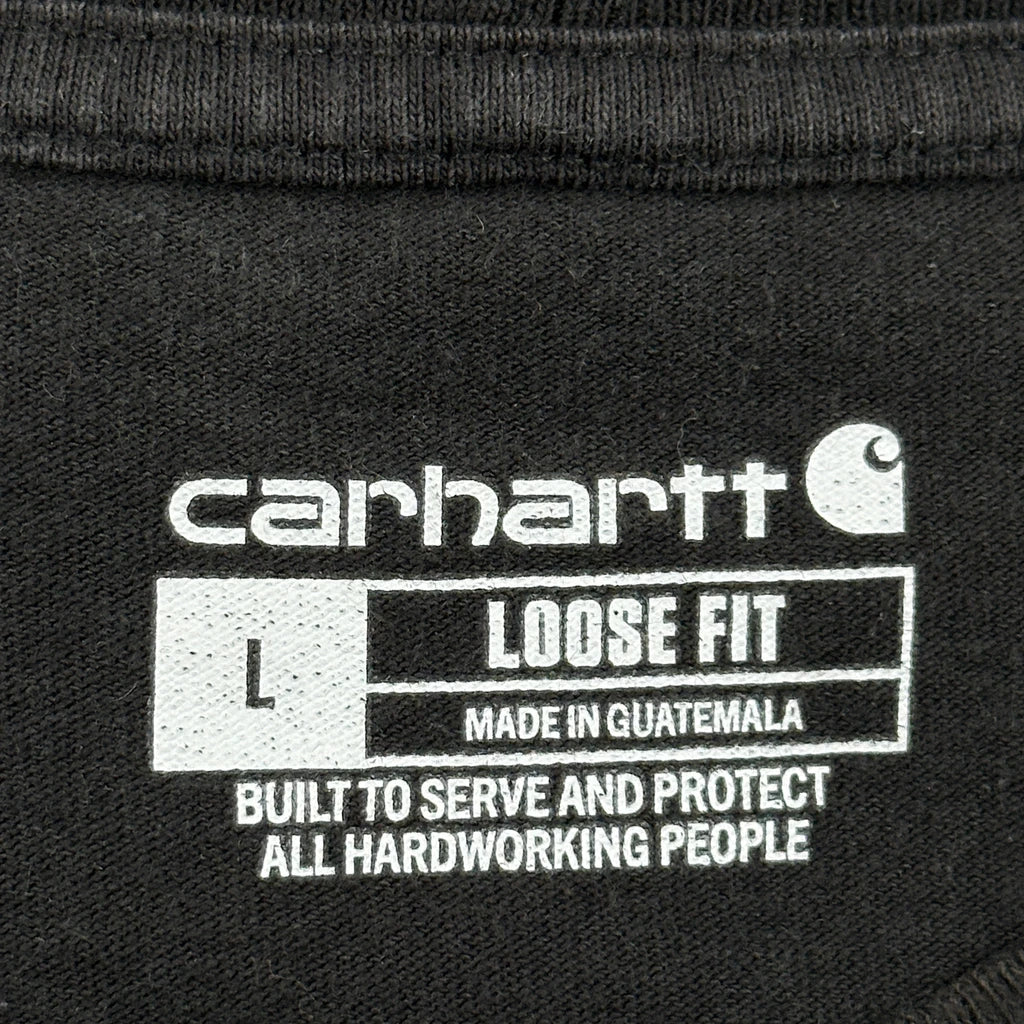 carhartt
L
LOOSE FIT
MADE IN GUATEMALA
BUILT TO SERVE AND PROTECT
ALL HARDWORKING PEOPLE